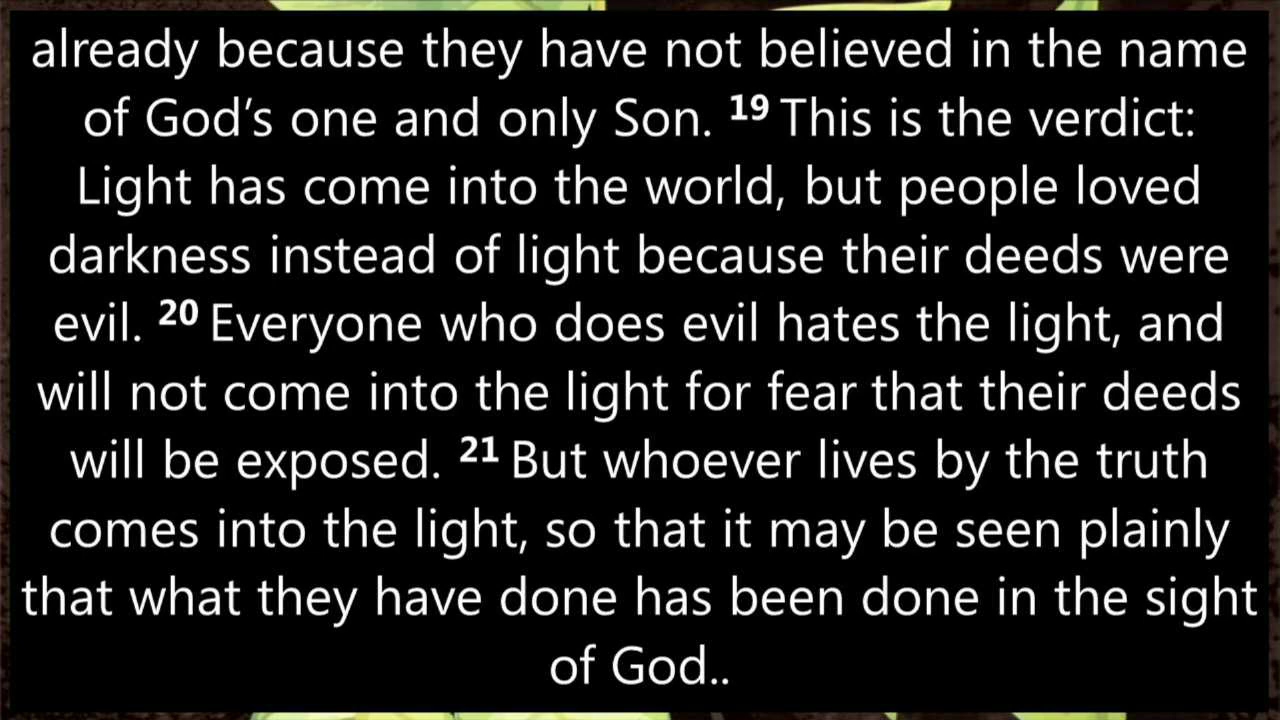 already because they have not believed in the name
of God’s one and only Son. 19 This is the verdict:
Light has come into the world, but people loved
darkness instead of light because their deeds were
evil. 20 Everyone who does evil hates the light, and
will not come into the light for fear that their deeds
will be exposed. 21 But whoever lives by the truth
comes into the light, so that it may be seen plainly
that what they have done has been done in the sight
of God..